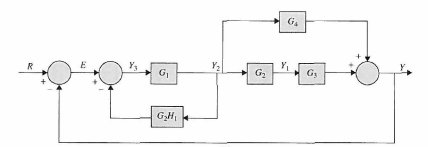 G₄
+
R
E
Y₃
G₁
Y₂
G₂
Y₁
G₃
+
Y
+
−
+
−
G₂H₁